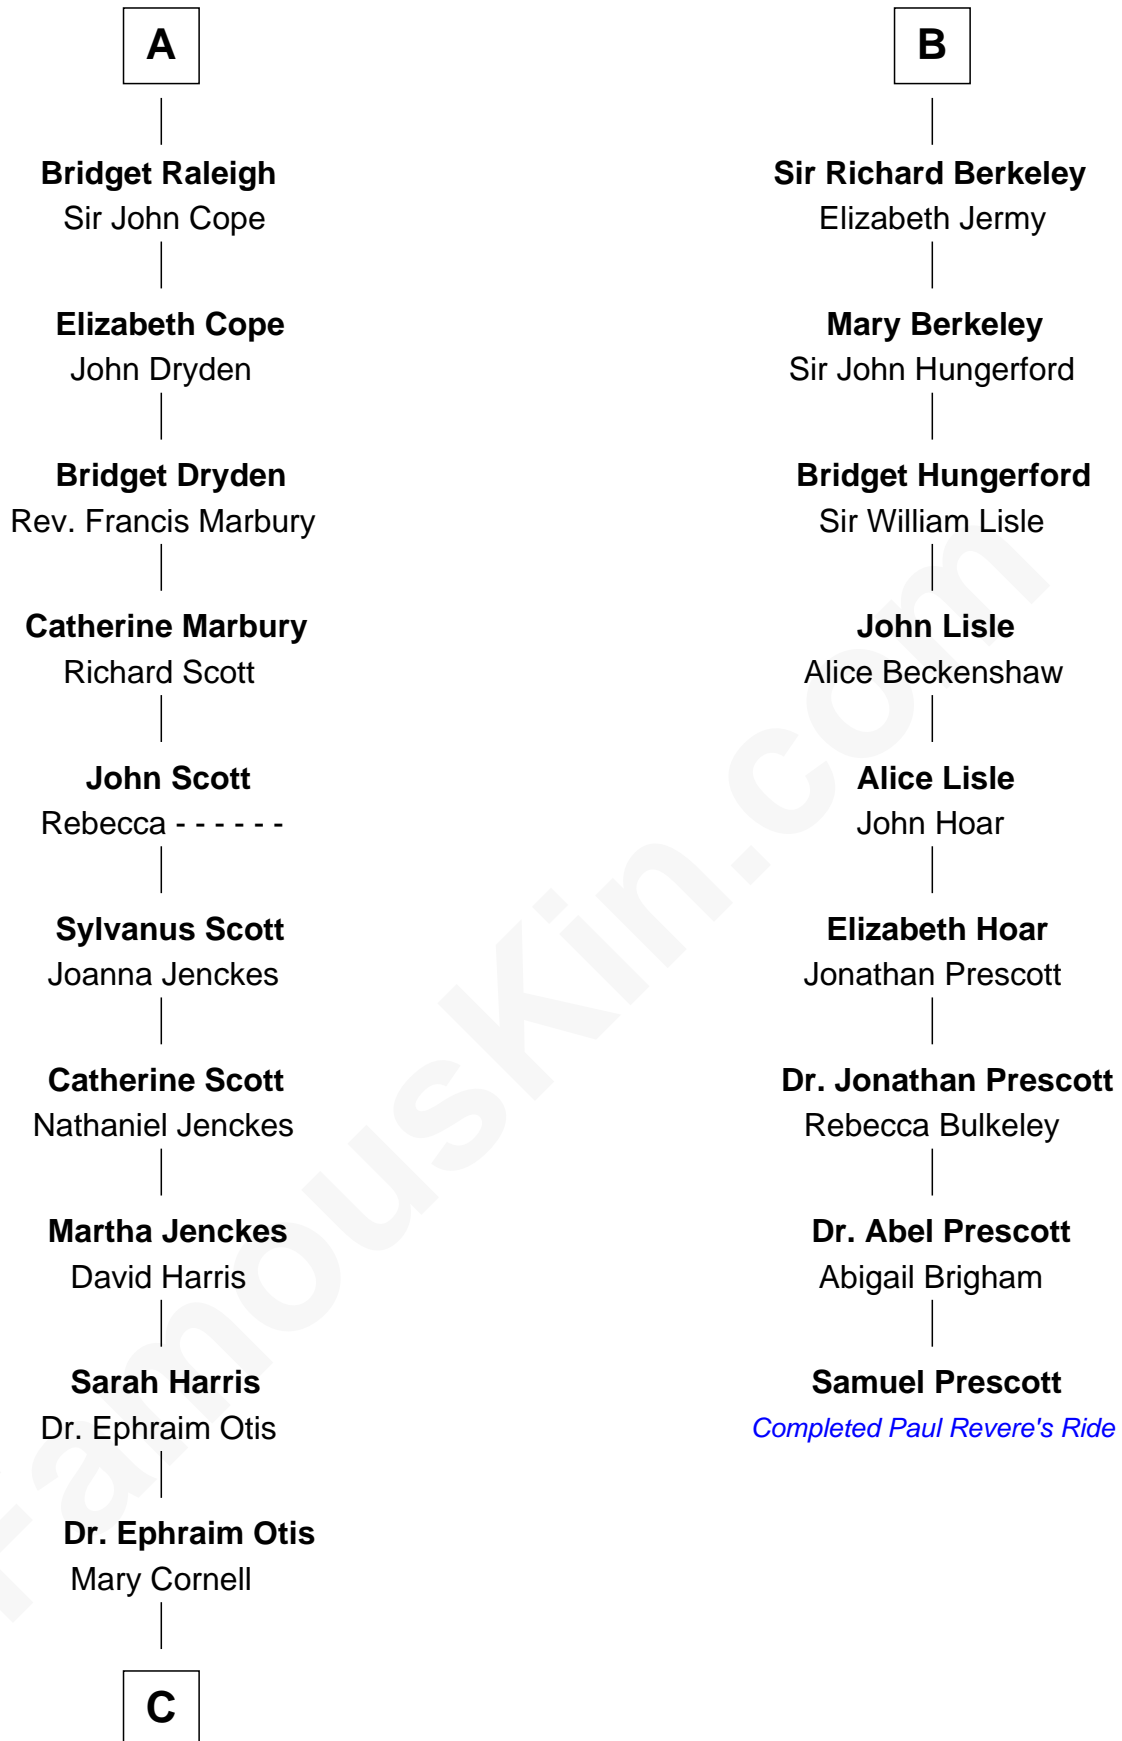 A
Bridget Raleigh
Sir John Cope
Elizabeth Cope
John Dryden
Bridget Dryden
Rev. Francis Marbury
Catherine Marbury
Richard Scott
John Scott
Rebecca - - - - - -
Sylvanus Scott
Joanna Jenckes
Catherine Scott
Nathaniel Jenckes
Martha Jenckes
David Harris
Sarah Harris
Dr. Ephraim Otis
Dr. Ephraim Otis
Mary Cornell
C
B
Sir Richard Berkeley
Elizabeth Jermy
Mary Berkeley
Sir John Hungerford
Bridget Hungerford
Sir William Lisle
John Lisle
Alice Beckenshaw
Alice Lisle
John Hoar
Elizabeth Hoar
Jonathan Prescott
Dr. Jonathan Prescott
Rebecca Bulkeley
Dr. Abel Prescott
Abigail Brigham
Samuel Prescott
Completed Paul Revere's Ride
FamousKin.com